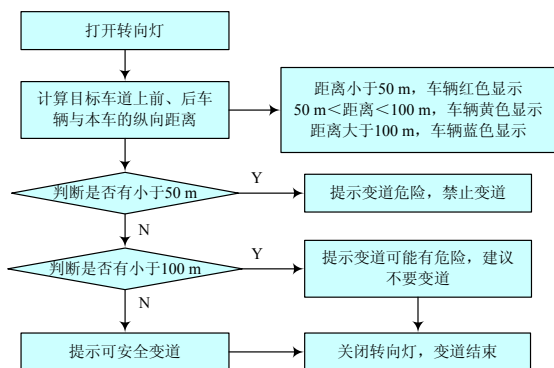 打开转向灯
计算目标车道上前、后车
辆与本车的纵向距离
距离小于50 m，车辆红色显示
50 m＜距离＜100 m，车辆黄色显示
距离大于100 m，车辆蓝色显示
判断是否有小于50 m
Y
提示变道危险，禁止变道
N
判断是否有小于100 m
Y
提示变道可能有危险，建议
不要变道
N
提示可安全变道
关闭转向灯，变道结束